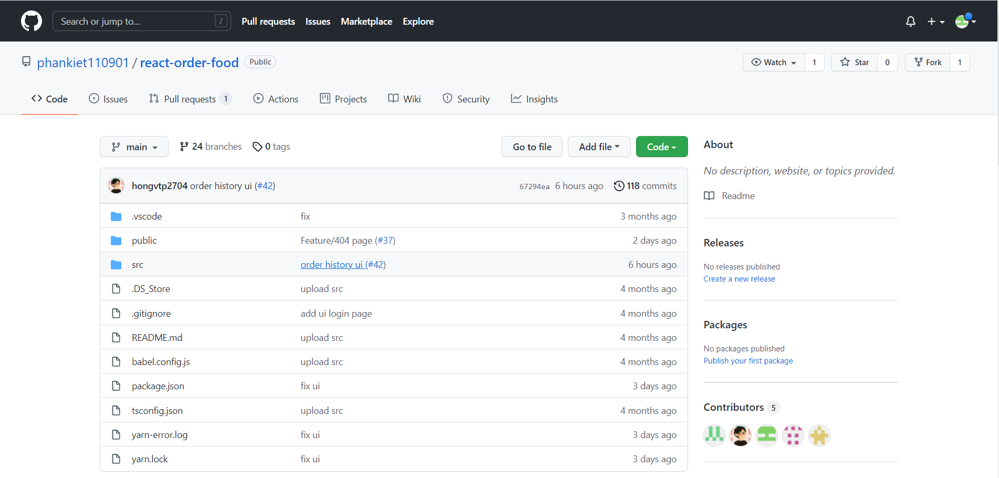 Search or jump to... /
Pull requests Issues Marketplace Explore
phankiet110901 / react-order-food Public
Watch 1 Star 0 Fork 1
Code Issues Pull requests 1 Actions Projects Wiki Security Insights
main 24 branches 0 tags Go to file Add file Code
hongvtp2704 order history ui (#42) 67294ea 6 hours ago 118 commits
.vscode fix 3 months ago
public Feature/404 page (#37) 2 days ago
src order history ui (#42) 6 hours ago
.DS_Store upload src 4 months ago
.gitignore add ui login page 4 months ago
README.md upload src 4 months ago
babel.config.js upload src 4 months ago
package.json fix ui 3 days ago
tsconfig.json upload src 4 months ago
yarn-error.log fix ui 3 days ago
yarn.lock fix ui 3 days ago
About
No description, website, or topics provided.
Readme
Releases
No releases published
Create a new release
Packages
No packages published
Publish your first package
Contributors 5